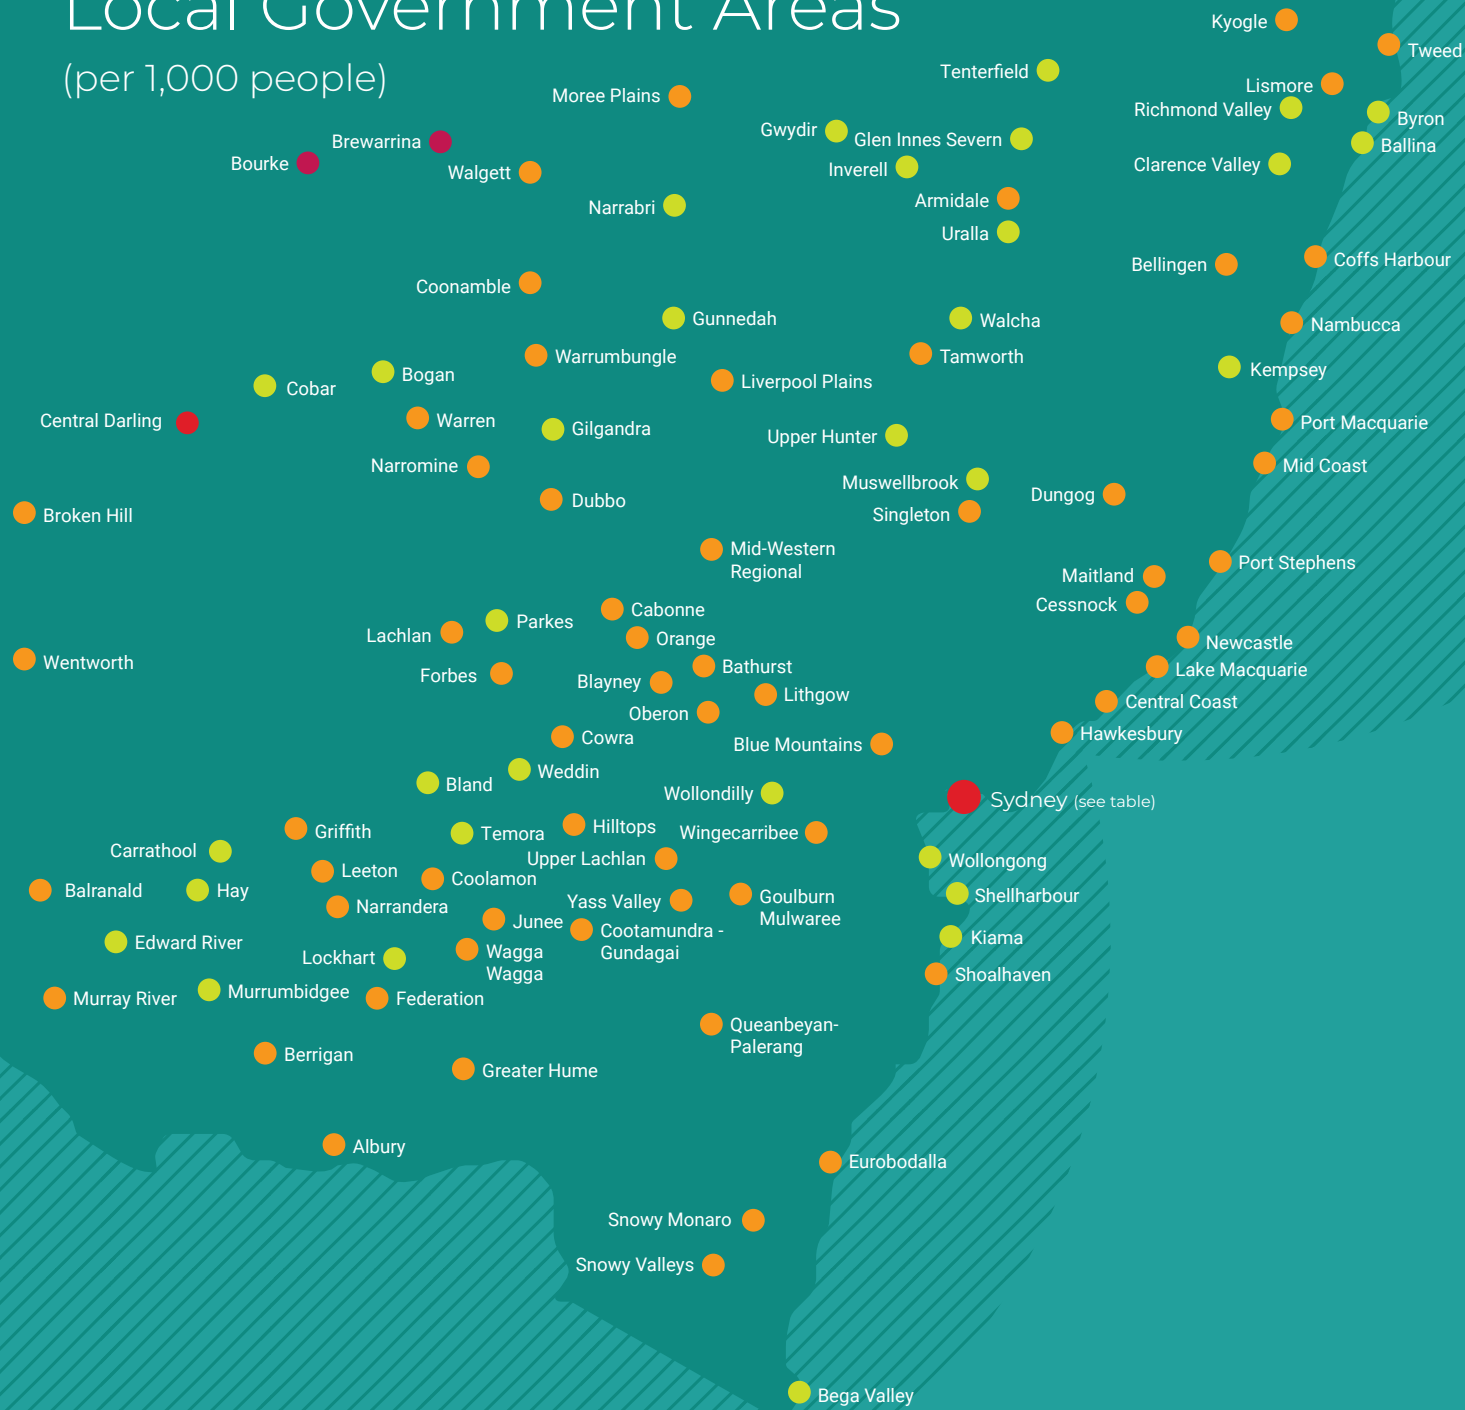 Local Government Areas
(per 1,000 people)
Kyogle
Tweed
Tenterfield
Lismore
Moree Plains
Richmond Valley
Byron
Gwydir
Glen Innes Severn
Brewarrina
Ballina
Bourke
Walgett
Inverell
Clarence Valley
Armidale
Narrabri
Uralla
Bellingen
Coffs Harbour
Coonamble
Gunnedah
Walcha
Nambucca
Warrumbungle
Tamworth
Kempsey
Bogan
Liverpool Plains
Cobar
Central Darling
Warren
Gilgandra
Upper Hunter
Port Macquarie
Narromine
Mid Coast
Muswellbrook
Dungog
Dubbo
Singleton
Broken Hill
Mid-Western
Regional
Port Stephens
Maitland
Cessnock
Cabonne
Parkes
Lachlan
Orange
Newcastle
Wentworth
Bathurst
Lake Macquarie
Forbes
Blayney
Lithgow
Central Coast
Oberon
Cowra
Blue Mountains
Hawkesbury
Weddin
Bland
Wollondilly
Sydney (see table)
Griffith
Temora
Hilltops
Wingecarribee
Carrathool
Upper Lachlan
Wollongong
Leeton
Coolamon
Balranald
Hay
Yass Valley
Goulburn
Mulwaree
Shellharbour
Narrandera
Junee
Cootamundra -
Gundagai
Kiama
Edward River
Lockhart
Wagga
Wagga
Shoalhaven
Murray River
Murrumbidgee
Federation
Queanbeyan-
Palerang
Berrigan
Greater Hume
Albury
Eurobodalla
Snowy Monaro
Snowy Valleys
Bega Valley